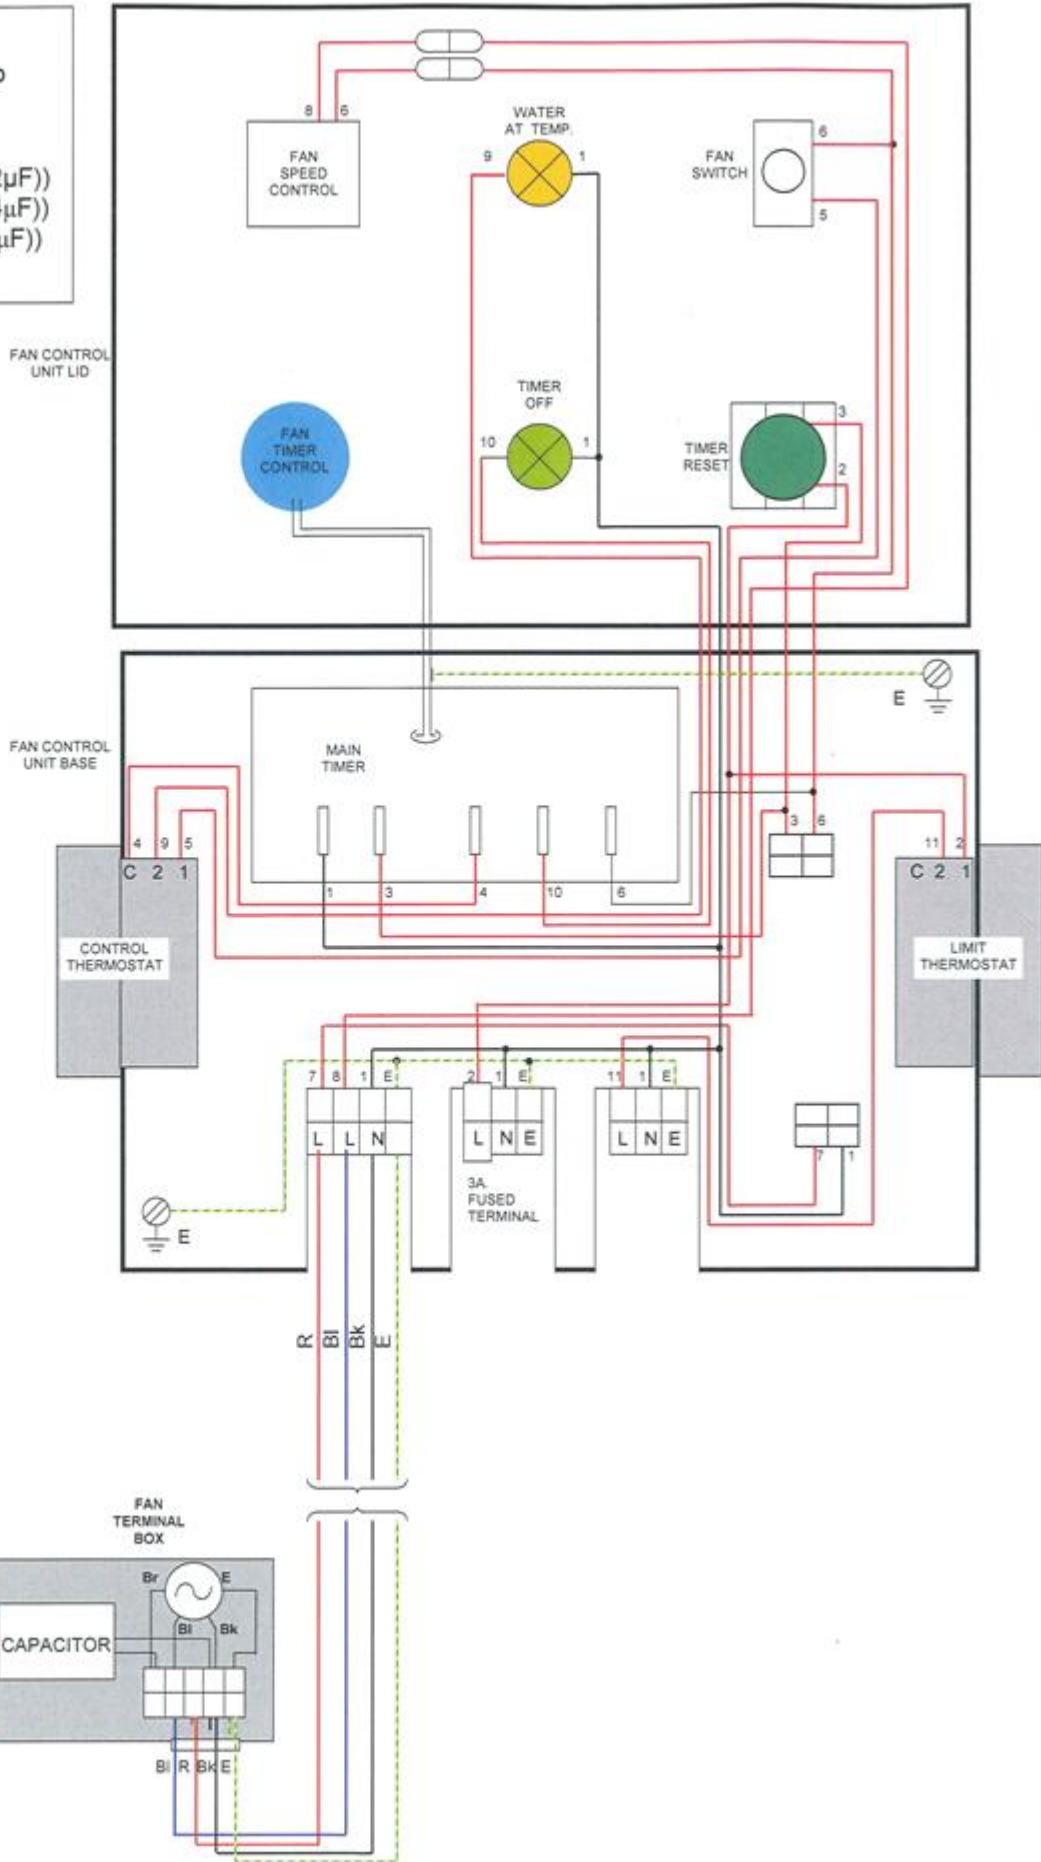 2µF))
µF))
µF))
8 6
FAN
SPEED
CONTROL
WATER
AT TEMP.
9 1
FAN
SWITCH
6
5
FAN CONTROL
UNIT LID
FAN
TIMER
CONTROL
TIMER
OFF
10 1
TIMER
RESET
3
2
E
FAN CONTROL
UNIT BASE
MAIN
TIMER
4 9 5
C 2 1
CONTROL
THERMOSTAT
1 3 4 10 6
3 6
11 2
C 2 1
LIMIT
THERMOSTAT
7 8 1 E
L L N
2 1 E
L N E
3A
FUSED
TERMINAL
11 1 E
L N E
7 1
E
R Bl Bk E
FAN
TERMINAL
BOX
Br E
Bl Bk
CAPACITOR
Bl R Bk E